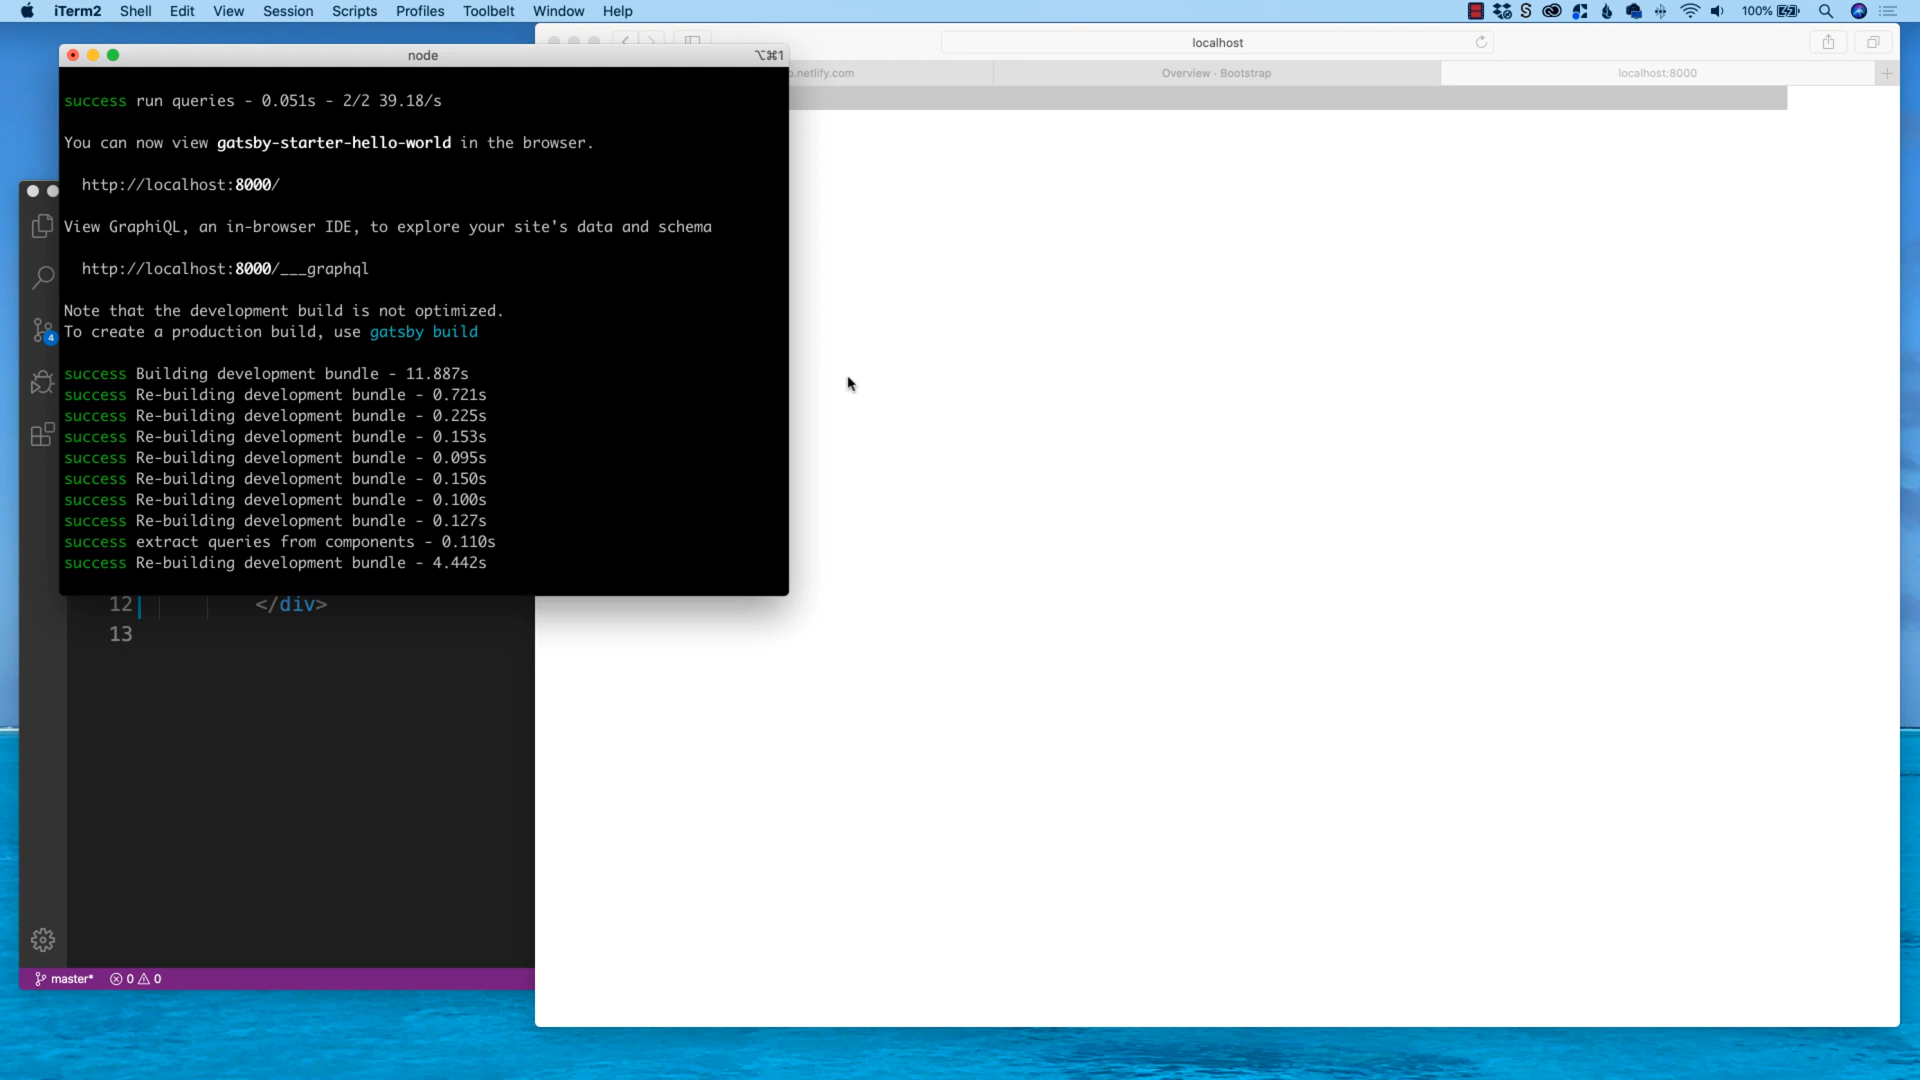 iTerm2 Shell Edit View Session Scripts Profiles Toolbelt Window Help
100%
node
⌥⌘1
localhost
.netlify.com
Overview - Bootstrap
localhost:8000
success run queries - 0.051s - 2/2 39.18/s
You can now view gatsby-starter-hello-world in the browser.
http://localhost:8000/
View GraphiQL, an in-browser IDE, to explore your site's data and schema
http://localhost:8000/___graphql
Note that the development build is not optimized.
To create a production build, use gatsby build
success Building development bundle - 11.887s
success Re-building development bundle - 0.721s
success Re-building development bundle - 0.225s
success Re-building development bundle - 0.153s
success Re-building development bundle - 0.095s
success Re-building development bundle - 0.150s
success Re-building development bundle - 0.100s
success Re-building development bundle - 0.127s
success extract queries from components - 0.110s
success Re-building development bundle - 4.442s
4
12 </div>
13
master* 0 0